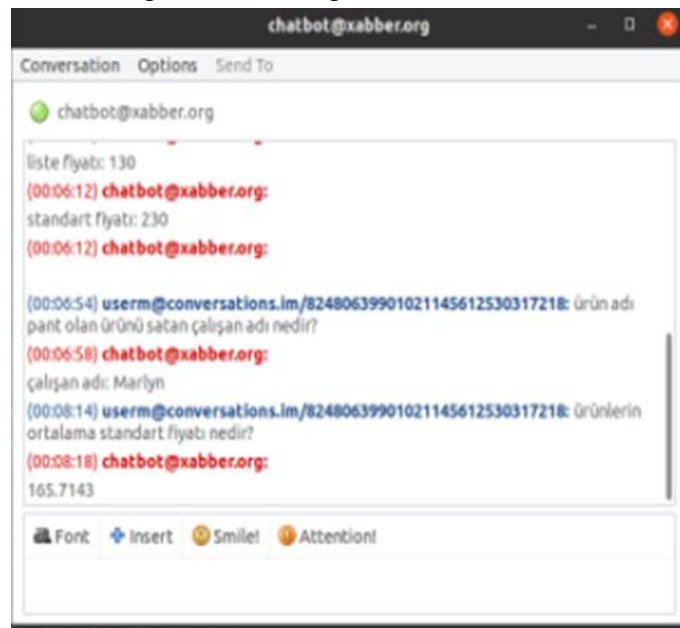 chatbot@xabber.org
Conversation Options Send To
chatbot@xabber.org
liste fiyatı: 130
(00:06:12) chatbot@xabber.org:
standart fiyatı: 230
(00:06:12) chatbot@xabber.org:
(00:06:54) userm@conversations.im/82480639901021145612530317218: ürün adı
pant olan ürünü satan çalışan adı nedir?
(00:06:58) chatbot@xabber.org:
çalışan adı: Marlyn
(00:08:14) userm@conversations.im/82480639901021145612530317218: ürünlerin
ortalama standart fiyatı nedir?
(00:08:18) chatbot@xabber.org:
165.7143
Font Insert Smile! Attention!